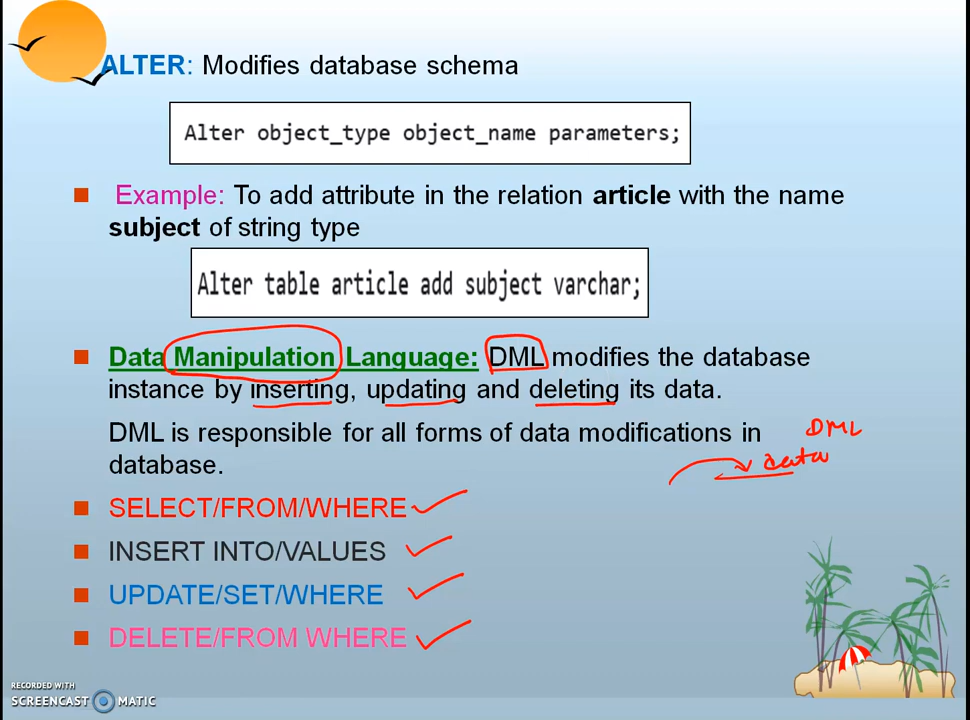 ALTER: Modifies database schema
Alter object_type object_name parameters;
Example: To add attribute in the relation article with the name
subject of string type
Alter table article add subject varchar;
Data Manipulation Language: DML modifies the database
instance by inserting, updating and deleting its data.
DML is responsible for all forms of data modifications in
database.
DML
data
SELECT/FROM/WHERE
INSERT INTO/VALUES
UPDATE/SET/WHERE
DELETE/FROM WHERE
RECORDED WITH
SCREENCAST MATIC